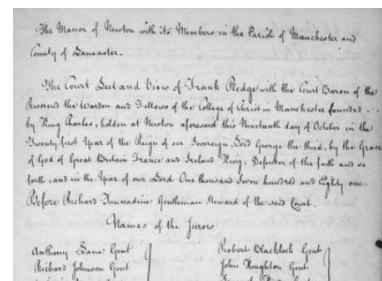 The Manor of Newton with its Members in the Parish of Manchester and
County of Lancaster.
The Court Leet and View of Frank Pledge with the Court Baron of the
Reverend the Warden and Fellows of the College of Christ in Manchester founded
by King Charles, holden at Newton aforesaid this Nineteenth day of October in the
Twenty first Year of the Reign of our Sovereign Lord George the third, by the Grace
of God of Great Britain France and Ireland King, Defender of the faith and so
forth, and in the Year of our Lord One thousand Seven hundred and Eighty one.
Before Richard Gentleman Steward of the said Court.
Names of the Jurors
Anthony Lane Gent
Richard Johnson Gent
Robert Blacklock Gent
John Houghton Gent